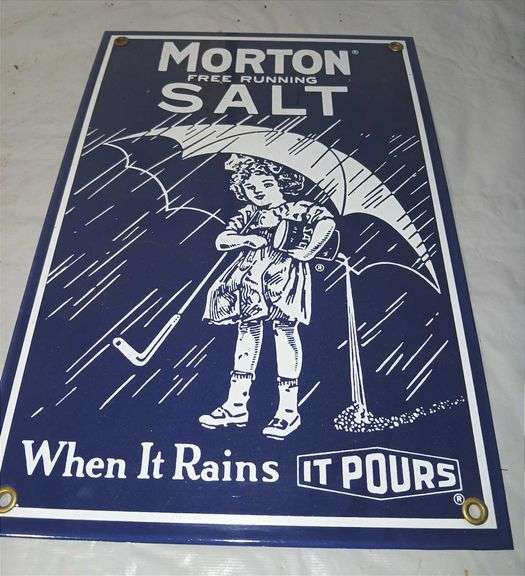 MORTON®
FREE RUNNING
SALT
®
When It Rains IT POURS
®